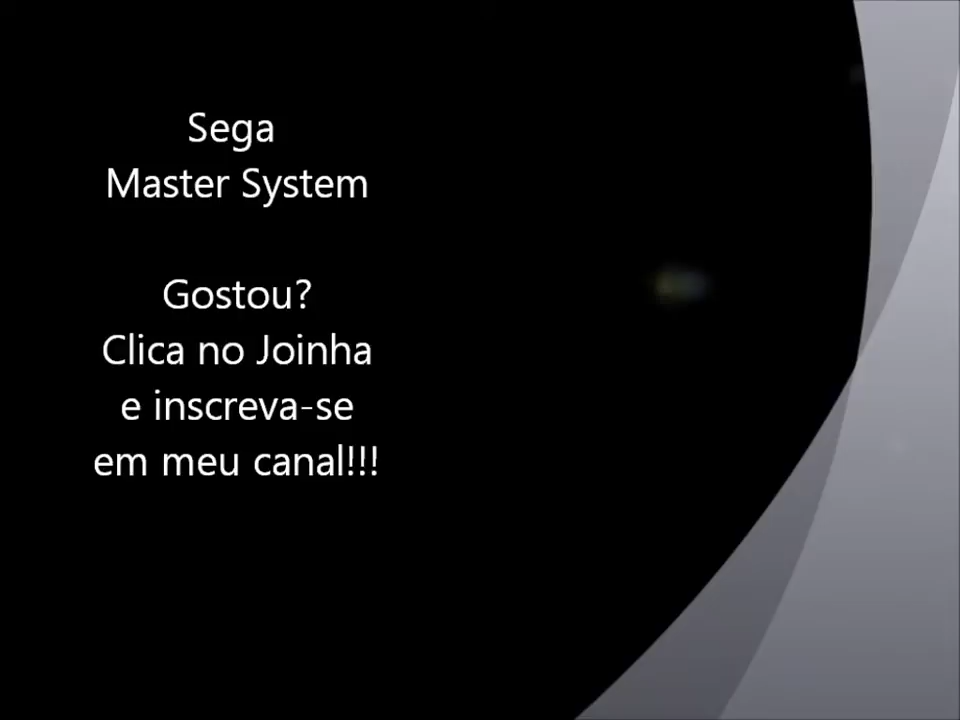 Sega
Master System
Gostou?
Clica no Joinha
e inscreva-se
em meu canal!!!